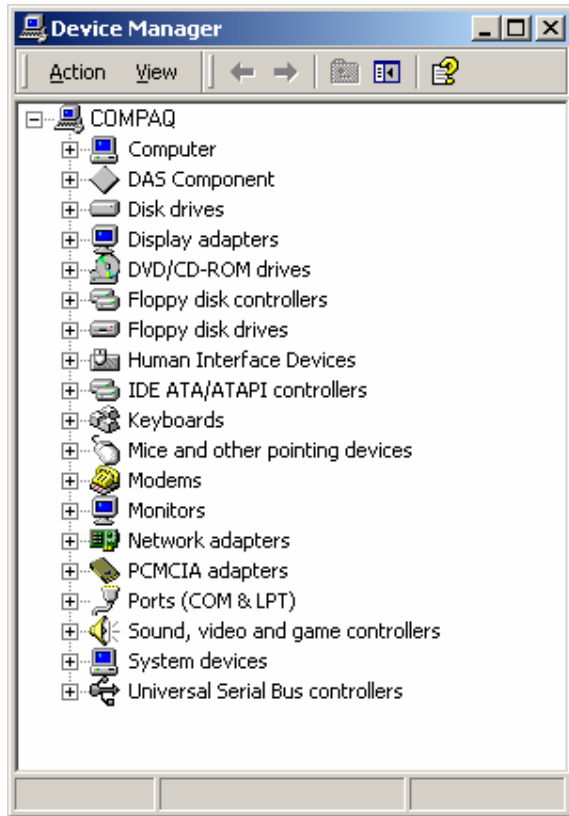 Device Manager
Action View
COMPAQ
Computer
DAS Component
Disk drives
Display adapters
DVD/CD-ROM drives
Floppy disk controllers
Floppy disk drives
Human Interface Devices
IDE ATA/ATAPI controllers
Keyboards
Mice and other pointing devices
Modems
Monitors
Network adapters
PCMCIA adapters
Ports (COM & LPT)
Sound, video and game controllers
System devices
Universal Serial Bus controllers